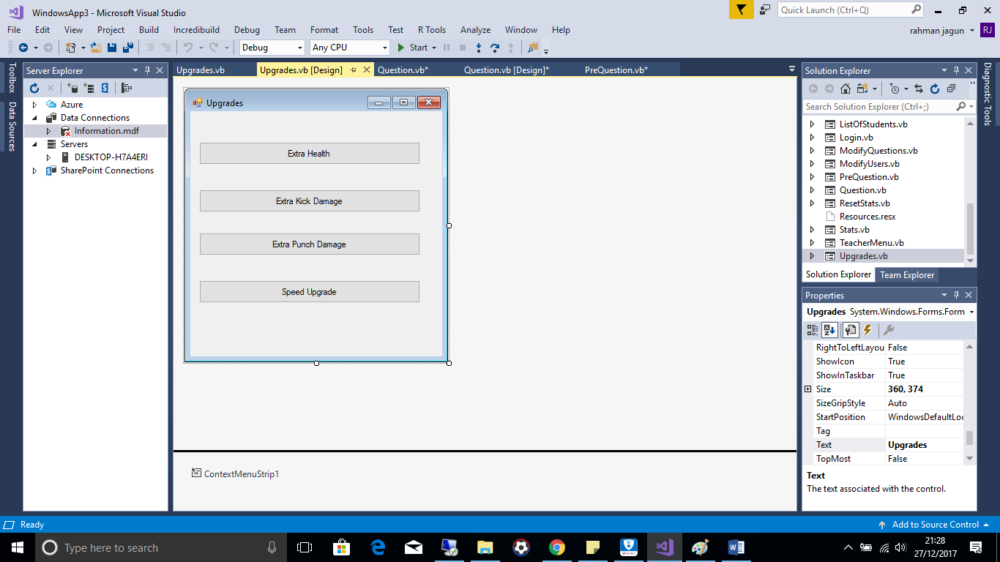 WindowsApp3 - Microsoft Visual Studio
Quick Launch (Ctrl+Q)
File Edit View Project Build Incredibuild Debug Team Format Tools Test R Tools Analyze Window Help
rahman jagun RJ
Debug Any CPU Start
Toolbox
Data Sources
Server Explorer
Azure
Data Connections
Information.mdf
Servers
DESKTOP-H7A4ERI
SharePoint Connections
Upgrades.vb Upgrades.vb [Design] Question.vb* Question.vb [Design]* PreQuestion.vb*
Upgrades
Extra Health
Extra Kick Damage
Extra Punch Damage
Speed Upgrade
ContextMenuStrip1
Solution Explorer
Search Solution Explorer (Ctrl+;)
ListOfStudents.vb
Login.vb
ModifyQuestions.vb
ModifyUsers.vb
PreQuestion.vb
Question.vb
ResetStats.vb
Resources.resx
Stats.vb
TeacherMenu.vb
Upgrades.vb
Solution Explorer Team Explorer
Properties
Upgrades System.Windows.Forms.Form
RightToLeftLayou False
ShowIcon True
ShowInTaskbar True
Size 360, 374
SizeGripStyle Auto
StartPosition WindowsDefaultLoc
Tag
Text Upgrades
TopMost False
Text
The text associated with the control.
Diagnostic Tools
Ready
Add to Source Control
Type here to search
21:28
27/12/2017